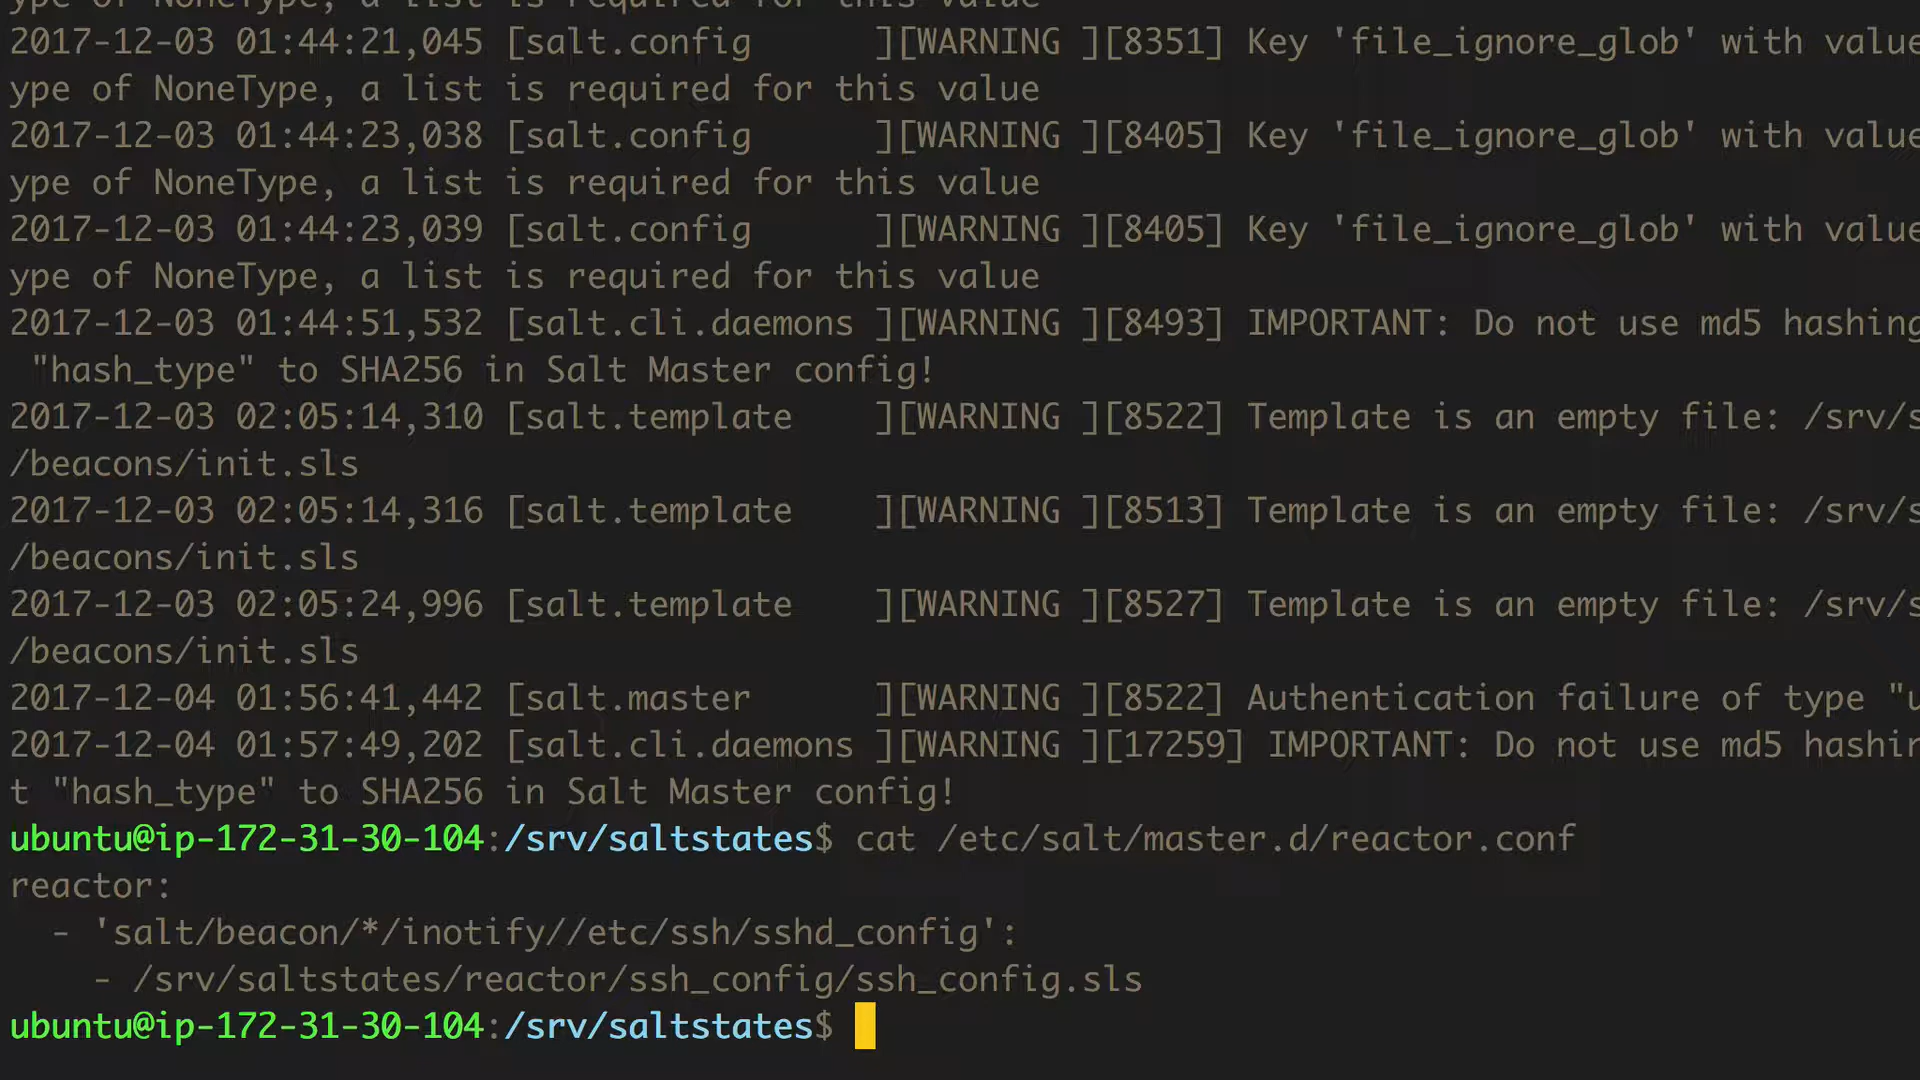 ype of NoneType, a list is required for this value
2017-12-03 01:44:21,045 [salt.config      ][WARNING ][8351] Key 'file_ignore_glob' with value
ype of NoneType, a list is required for this value
2017-12-03 01:44:23,038 [salt.config      ][WARNING ][8405] Key 'file_ignore_glob' with value
ype of NoneType, a list is required for this value
2017-12-03 01:44:23,039 [salt.config      ][WARNING ][8405] Key 'file_ignore_glob' with value
ype of NoneType, a list is required for this value
2017-12-03 01:44:51,532 [salt.cli.daemons ][WARNING ][8493] IMPORTANT: Do not use md5 hashing
 "hash_type" to SHA256 in Salt Master config!
2017-12-03 02:05:14,310 [salt.template    ][WARNING ][8522] Template is an empty file: /srv/s
/beacons/init.sls
2017-12-03 02:05:14,316 [salt.template    ][WARNING ][8513] Template is an empty file: /srv/s
/beacons/init.sls
2017-12-03 02:05:24,996 [salt.template    ][WARNING ][8527] Template is an empty file: /srv/s
/beacons/init.sls
2017-12-04 01:56:41,442 [salt.master      ][WARNING ][8522] Authentication failure of type "u
2017-12-04 01:57:49,202 [salt.cli.daemons ][WARNING ][17259] IMPORTANT: Do not use md5 hashin
t "hash_type" to SHA256 in Salt Master config!
ubuntu@ip-172-31-30-104:/srv/saltstates$ cat /etc/salt/master.d/reactor.conf
reactor:
  - 'salt/beacon/*/inotify//etc/ssh/sshd_config':
    - /srv/saltstates/reactor/ssh_config/ssh_config.sls
ubuntu@ip-172-31-30-104:/srv/saltstates$